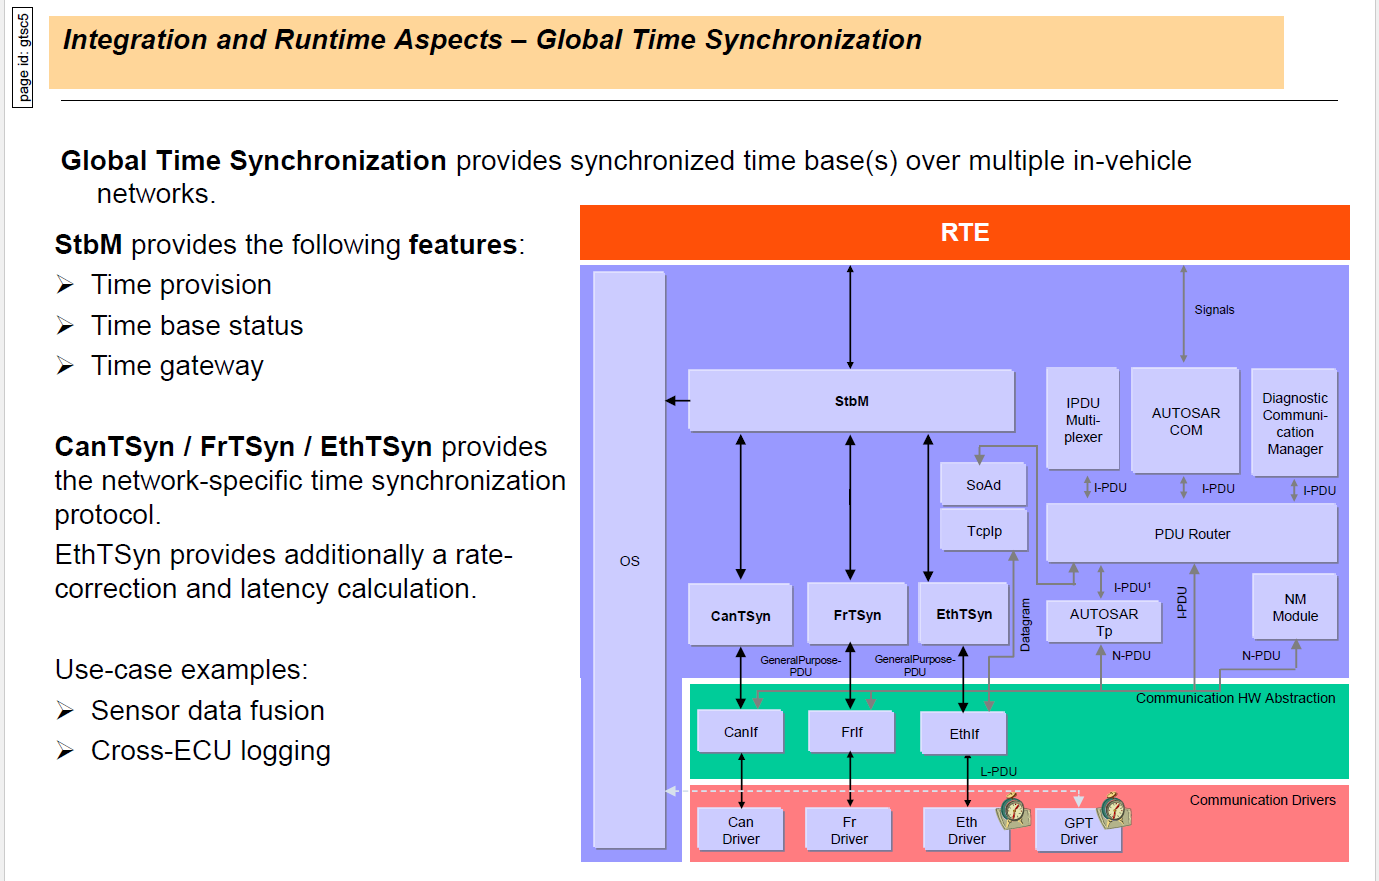 page id: gtsc5
Integration and Runtime Aspects – Global Time Synchronization
Global Time Synchronization provides synchronized time base(s) over multiple in-vehicle
networks.
StbM provides the following features:
➢ Time provision
➢ Time base status
➢ Time gateway
CanTSyn / FrTSyn / EthTSyn provides
the network-specific time synchronization
protocol.
EthTSyn provides additionally a rate-
correction and latency calculation.
Use-case examples:
➢ Sensor data fusion
➢ Cross-ECU logging
RTE
Signals
OS
StbM
IPDU
Multi-
plexer
AUTOSAR
COM
Diagnostic
Communi-
cation
Manager
SoAd
TcpIp
I-PDU
I-PDU
I-PDU
PDU Router
CanTSyn
FrTSyn
EthTSyn
Datagram
I-PDU¹
I-PDU
AUTOSAR
Tp
NM
Module
GeneralPurpose-
PDU
GeneralPurpose-
PDU
N-PDU
N-PDU
Communication HW Abstraction
CanIf
FrIf
EthIf
L-PDU
Communication Drivers
Can
Driver
Fr
Driver
Eth
Driver
GPT
Driver